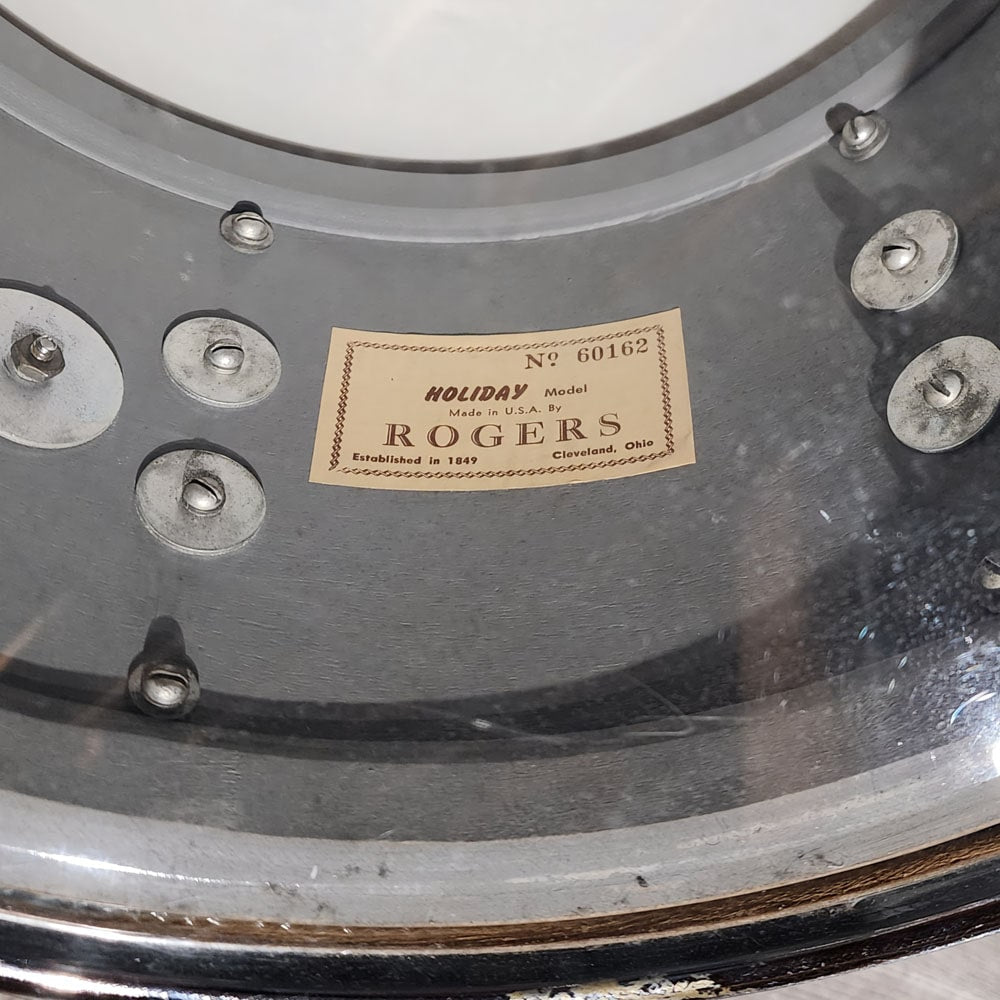 Nº 60162
HOLIDAY Model
Made in U.S.A. By
ROGERS
Established in 1849 Cleveland, Ohio